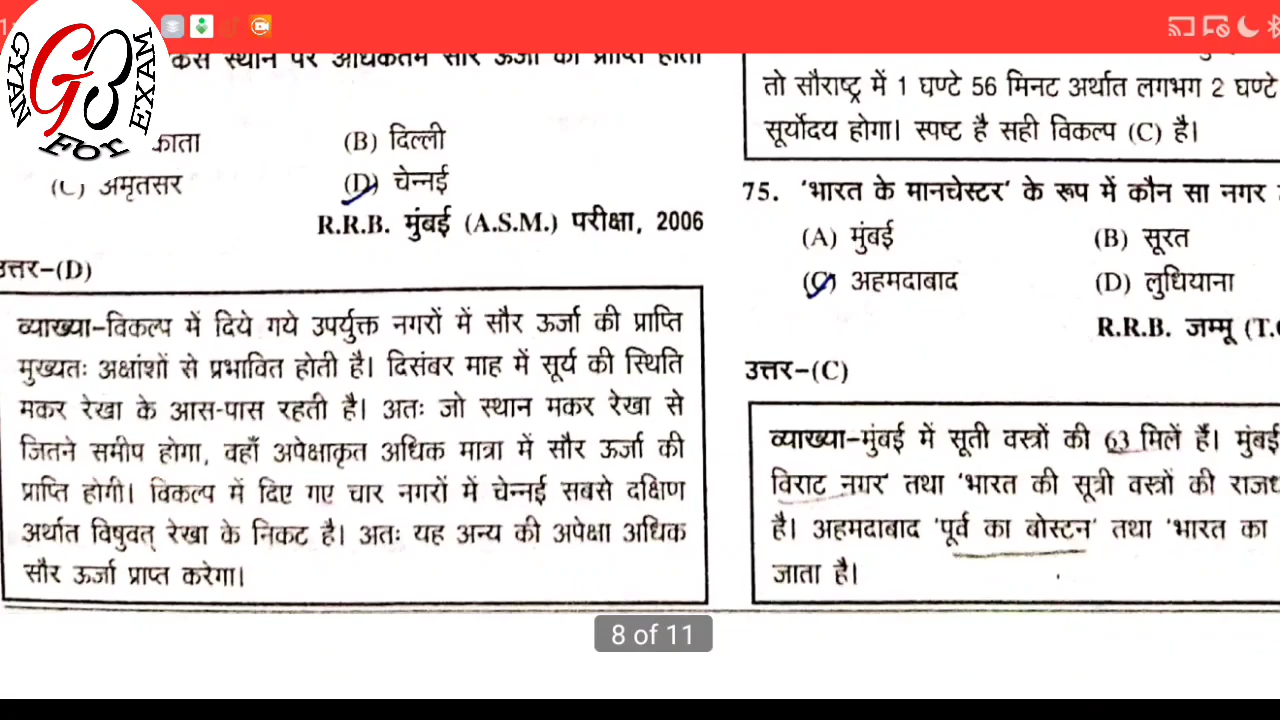 GYAN
G3
EXAM
FOR
स्थान पर अधिकतम सौर ऊर्जा की प्राप्ति होती
(B) दिल्ली
अमृतसर
(D) चेन्नई
R.R.B. मुंबई (A.S.M.) परीक्षा, 2006
उत्तर–(D)
व्याख्या–विकल्प में दिये गये उपर्युक्त नगरों में सौर ऊर्जा की प्राप्ति
मुख्यतः अक्षांशों से प्रभावित होती है। दिसंबर माह में सूर्य की स्थिति
मकर रेखा के आस-पास रहती है। अतः जो स्थान मकर रेखा से
जितने समीप होगा, वहाँ अपेक्षाकृत अधिक मात्रा में सौर ऊर्जा की
प्राप्ति होगी। विकल्प में दिए गए चार नगरों में चेन्नई सबसे दक्षिण
अर्थात विषुवत् रेखा के निकट है। अतः यह अन्य की अपेक्षा अधिक
सौर ऊर्जा प्राप्त करेगा।
तो सौराष्ट्र में 1 घण्टे 56 मिनट अर्थात लगभग 2 घण्टे
सूर्योदय होगा। स्पष्ट है सही विकल्प (C) है।
75. 'भारत के मानचेस्टर' के रूप में कौन सा नगर
(A) मुंबई
(B) सूरत
(C) अहमदाबाद
(D) लुधियाना
R.R.B. जम्मू
उत्तर–(C)
व्याख्या–मुंबई में सूती वस्त्रों की 63 मिलें हैं। मुंबई
विराट नगर' तथा 'भारत की सूत्री वस्त्रों की
है। अहमदाबाद 'पूर्व का बोस्टन' तथा 'भारत का
जाता है।
8 of 11